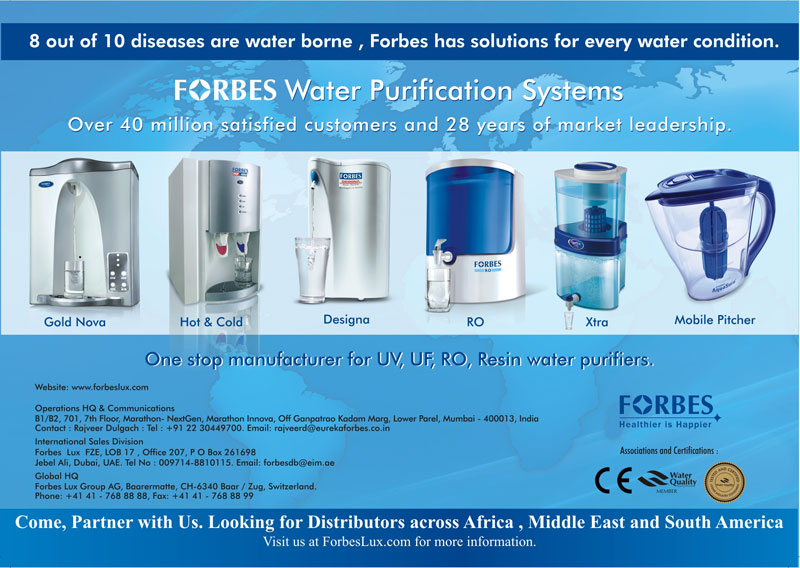 8 out of 10 diseases are water borne , Forbes has solutions for every water condition.
FORBES Water Purification Systems
Over 40 million satisfied customers and 28 years of market leadership.
FORBES
FORBES
FORBES
RO
AquaSure
Gold Nova
Hot & Cold
Designa
RO
Xtra
Mobile Pitcher
One stop manufacturer for UV, UF, RO, Resin water purifiers.
Website: www.forbeslux.com
Operations HQ & Communications
B1/B2, 701, 7th Floor, Marathon- NextGen, Marathon Innova, Off Ganpatrao Kadam Marg, Lower Parel, Mumbai - 400013, India
Contact : Rajveer Dulgach : Tel : +91 22 30449700. Email: rajveerd@eurekaforbes.co.in
International Sales Division
Forbes Lux FZE, LOB 17 , Office 207, P O Box 261698
Jebel Ali, Dubai, UAE. Tel No : 009714-8810115. Email: forbesdb@eim.ae
Global HQ
Forbes Lux Group AG, Baarermatte, CH-6340 Baar / Zug, Switzerland.
Phone: +41 41 - 768 88 88, Fax: +41 41 - 768 88 99
FORBES
Healthier is Happier
Associations and Certifications :
CE
Water
Quality
MEMBER
Come, Partner with Us. Looking for Distributors across Africa , Middle East and South America
Visit us at ForbesLux.com for more information.